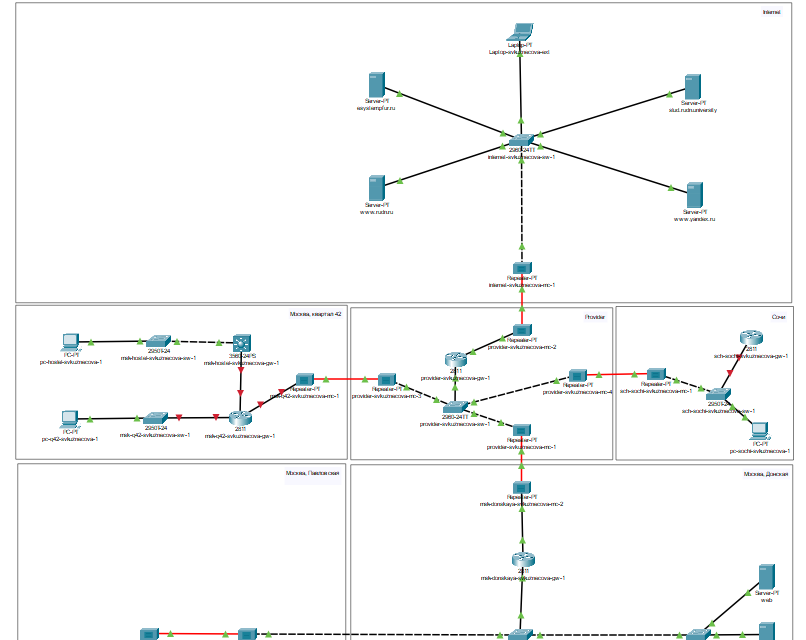 Internet
Laptop-PT
Laptop-svkuznecova-ext
Server-PT
esystem.pfur.ru
Server-PT
stud.rudn.university
2960-24TT
internet-svkuznecova-sw-1
Server-PT
www.rudn.ru
Server-PT
www.yandex.ru
Repeater-PT
internet-svkuznecova-mc-1
Москва, квартал 42
PC-PT
pc-hostel-svkuznecova-1
2950T-24
msk-hostel-svkuznecova-sw-1
3560-24PS
msk-hostel-svkuznecova-gw-1
PC-PT
pc-q42-svkuznecova-1
2950T-24
msk-q42-svkuznecova-sw-1
2811
msk-q42-svkuznecova-gw-1
Repeater-PT
msk-q42-svkuznecova-mc-1
Provider
Repeater-PT
provider-svkuznecova-mc-2
2811
provider-svkuznecova-gw-1
Repeater-PT
provider-svkuznecova-mc-3
Repeater-PT
provider-svkuznecova-mc-4
2960-24TT
provider-svkuznecova-sw-1
Repeater-PT
provider-svkuznecova-mc-1
Сочи
2811
sch-sochi-svkuznecova-gw-1
Repeater-PT
sch-sochi-svkuznecova-mc-1
2950T-24
sch-sochi-svkuznecova-sw-1
PC-PT
pc-sochi-svkuznecova-1
Москва, Павловская
Москва, Донская
Repeater-PT
msk-donskaya-svkuznecova-mc-2
2811
msk-donskaya-svkuznecova-gw-1
Server-PT
web